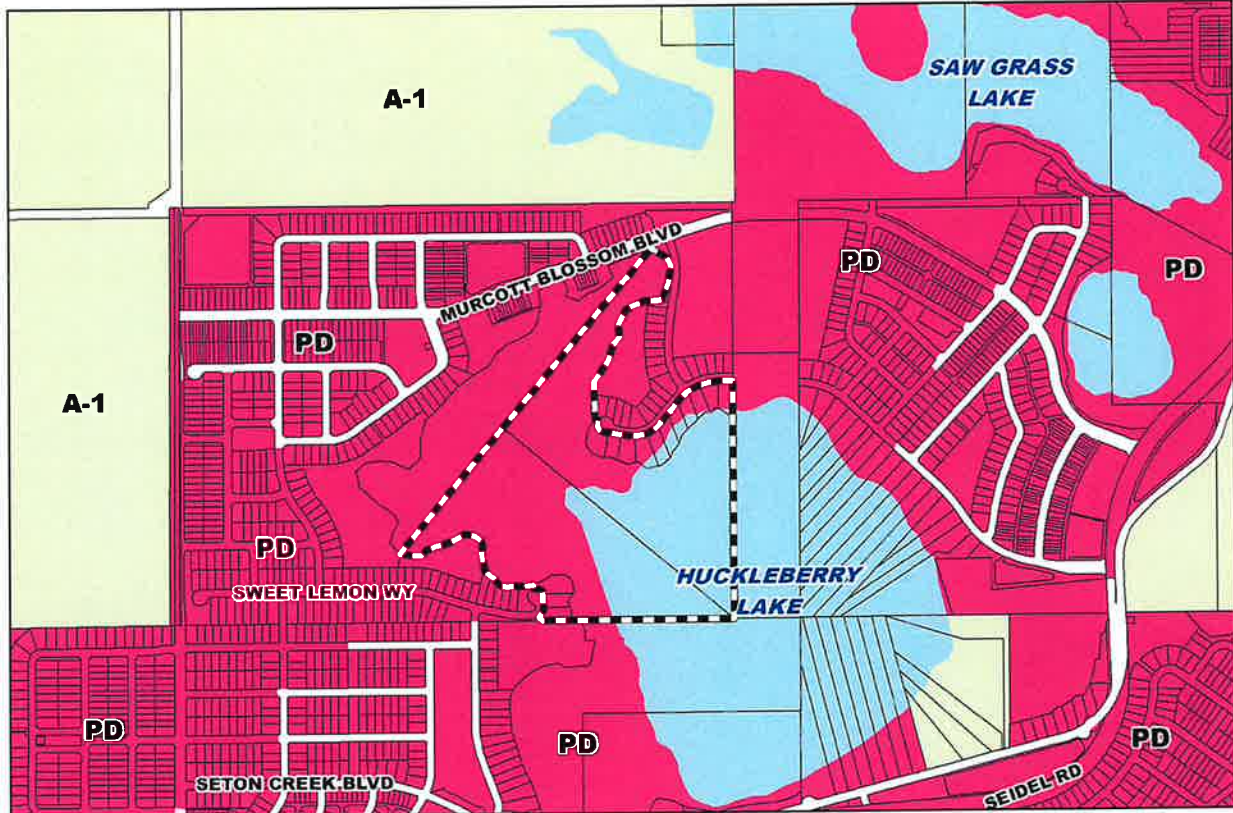 SAW GRASS
LAKE
A-1
MURCOTT BLOSSOM BLVD
PD
PD
PD
A-1
PD
HUCKLEBERRY
LAKE
SWEET LEMON WY
PD
PD
PD
SETON CREEK BLVD
SEIDEL RD